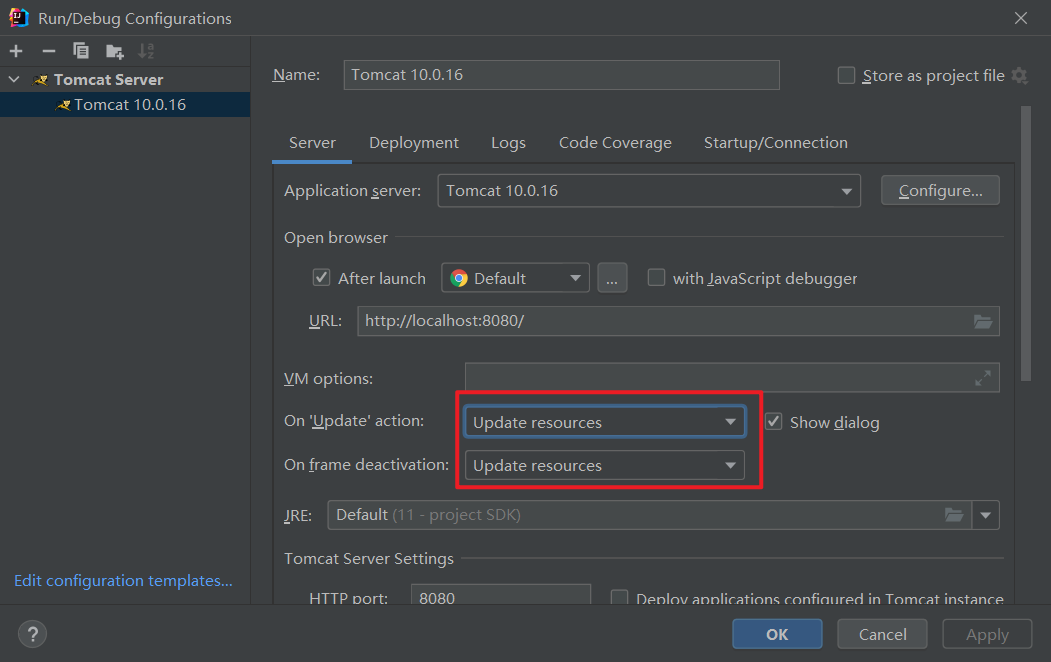 Run/Debug Configurations
Tomcat Server
Tomcat 10.0.16
Name: Tomcat 10.0.16 Store as project file
Server Deployment Logs Code Coverage Startup/Connection
Application server: Tomcat 10.0.16 Configure...
Open browser
After launch Default ... with JavaScript debugger
URL: http://localhost:8080/
VM options:
On 'Update' action: Update resources Show dialog
On frame deactivation: Update resources
JRE: Default (11 - project SDK)
Tomcat Server Settings
HTTP port: 8080 Deploy applications configured in Tomcat instance
Edit configuration templates...
? OK Cancel Apply